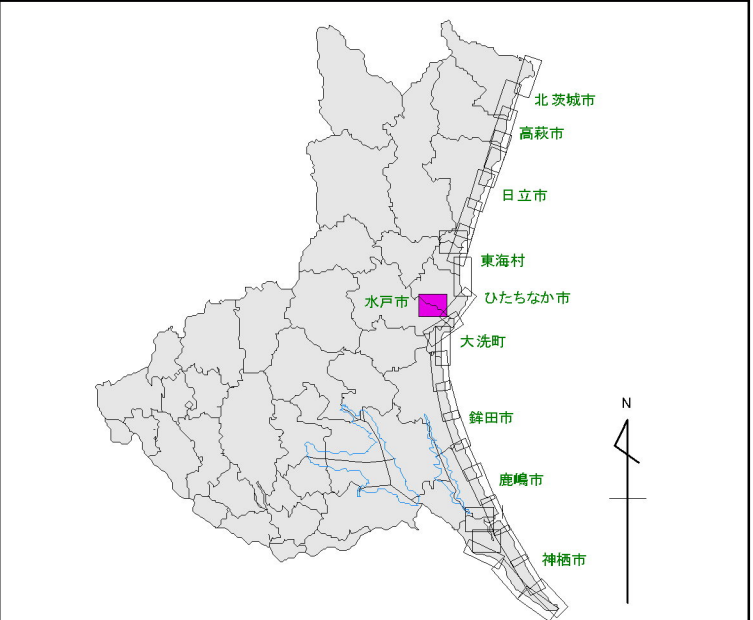 北茨城市
高萩市
日立市
東海村
水戸市
ひたちなか市
大洗町
N
鉾田市
鹿嶋市
神栖市